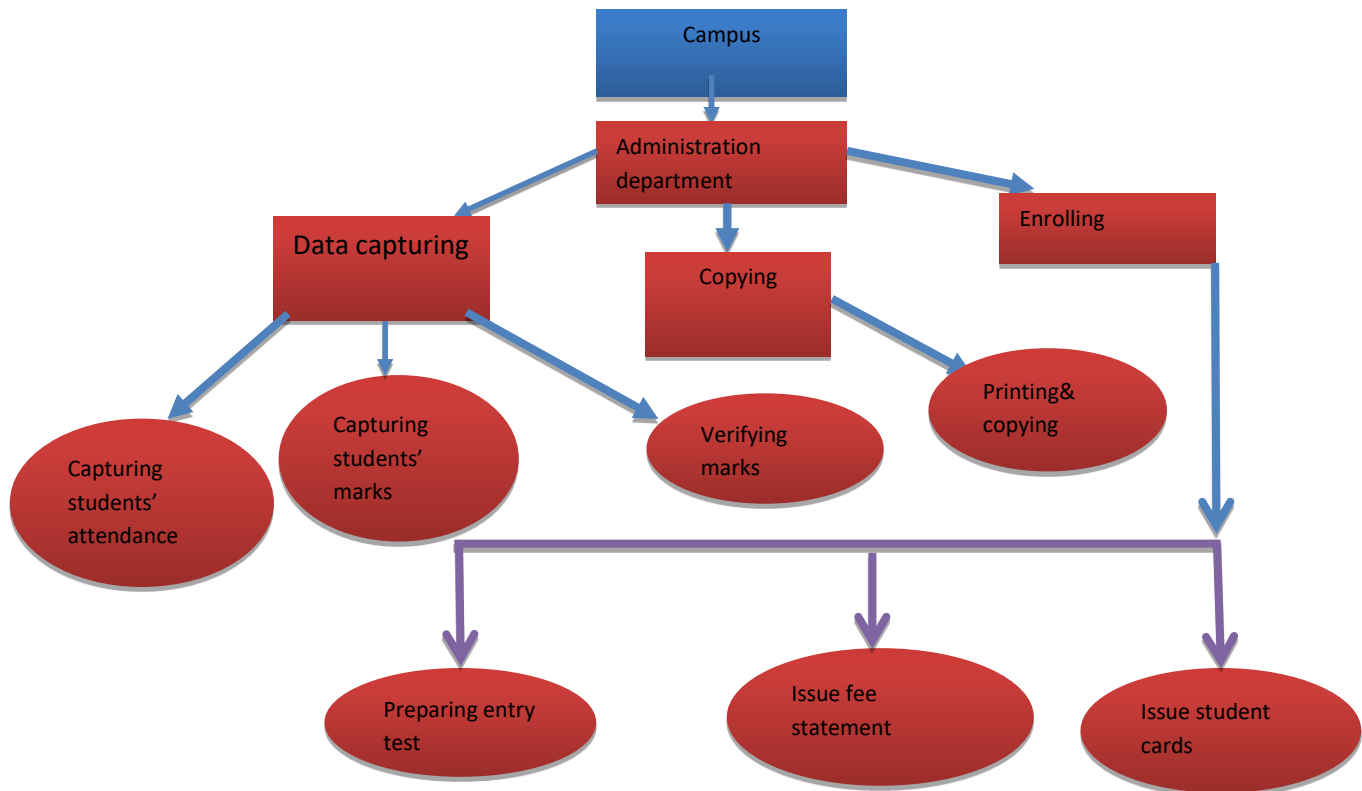 Campus
Administration
department
Enrolling
Data capturing
Copying
Printing&
copying
Capturing
students’
marks
Verifying
marks
Capturing
students’
attendance
Preparing entry
test
Issue fee
statement
Issue student
cards